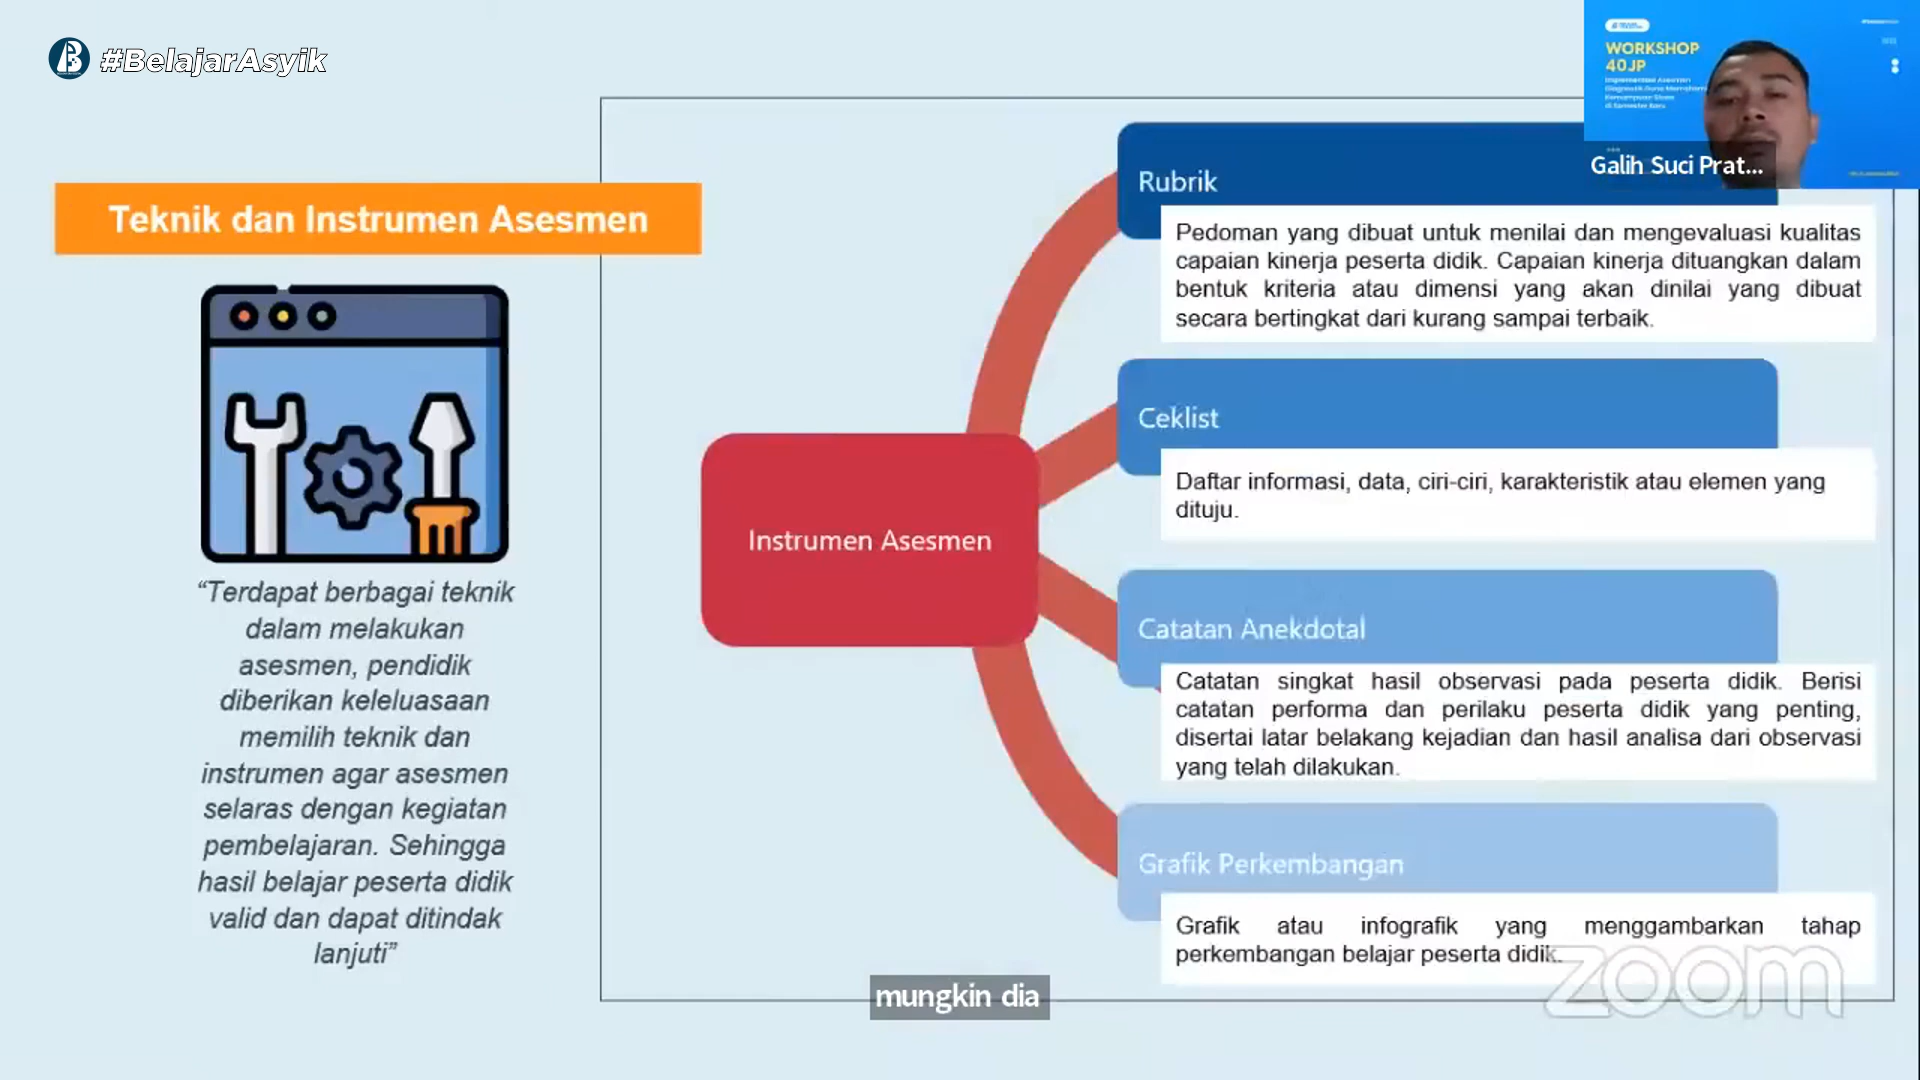 #BelajarAsyik
WORKSHOP
40JP
Galih Suci Prat...
Teknik dan Instrumen Asesmen
“Terdapat berbagai teknik
dalam melakukan
asesmen, pendidik
diberikan keleluasaan
memilih teknik dan
instrumen agar asesmen
selaras dengan kegiatan
pembelajaran. Sehingga
hasil belajar peserta didik
valid dan dapat ditindak
lanjuti”
Instrumen Asesmen
Rubrik
Pedoman yang dibuat untuk menilai dan mengevaluasi kualitas
capaian kinerja peserta didik. Capaian kinerja dituangkan dalam
bentuk kriteria atau dimensi yang akan dinilai yang dibuat
secara bertingkat dari kurang sampai terbaik.
Ceklist
Daftar informasi, data, ciri-ciri, karakteristik atau elemen yang
dituju.
Catatan Anekdotal
Catatan singkat hasil observasi pada peserta didik. Berisi
catatan performa dan perilaku peserta didik yang penting,
disertai latar belakang kejadian dan hasil analisa dari observasi
yang telah dilakukan.
Grafik Perkembangan
Grafik atau infografik yang menggambarkan tahap
perkembangan belajar peserta didik.
mungkin dia
zoom